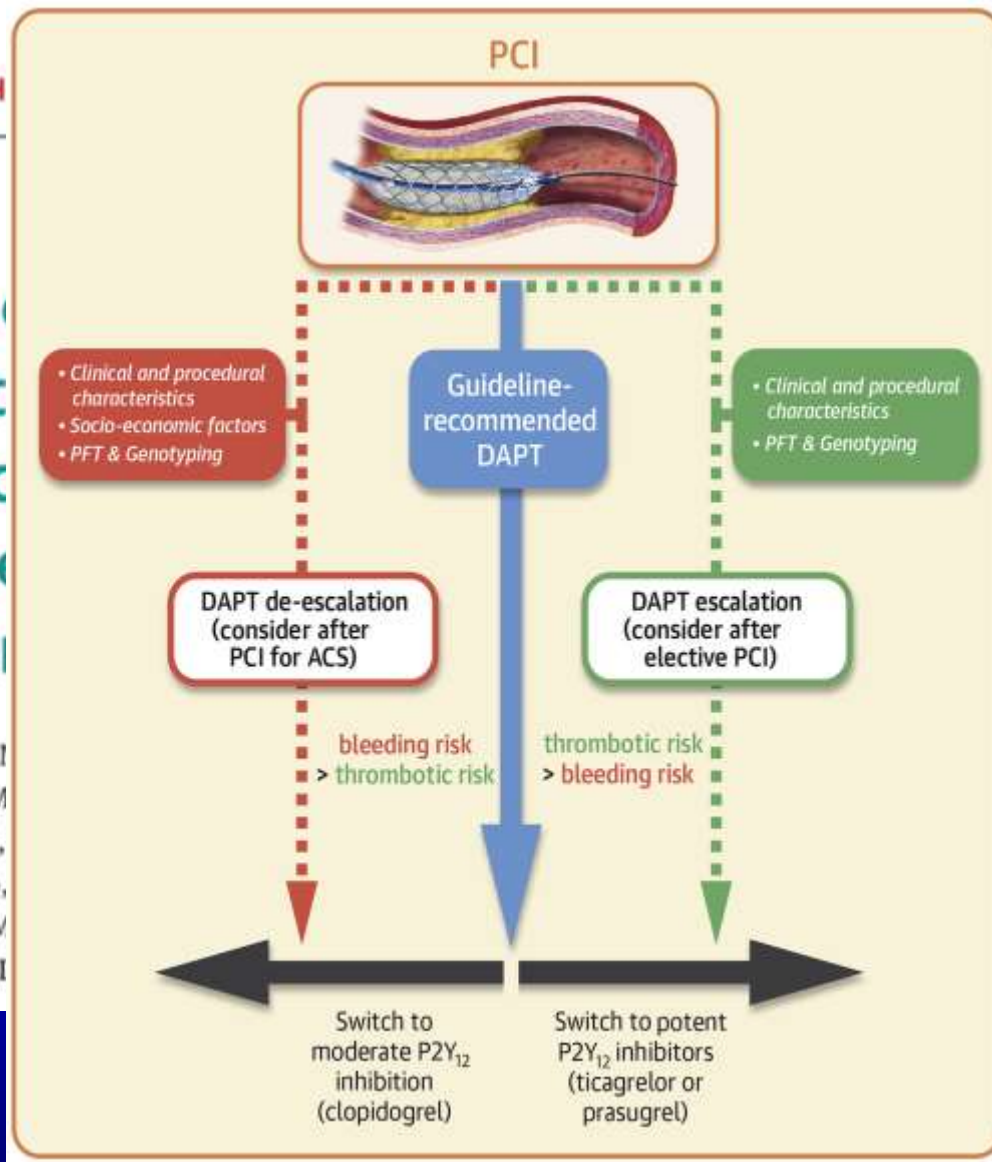 PCI
• Clinical and procedural
characteristics
• Socio-economic factors
• PFT & Genotyping
Guideline-
recommended
DAPT
• Clinical and procedural
characteristics
• PFT & Genotyping
DAPT de-escalation
(consider after
PCI for ACS)
DAPT escalation
(consider after
elective PCI)
bleeding risk
> thrombotic risk
thrombotic risk
> bleeding risk
Switch to
moderate P2Y₁₂
inhibition
(clopidogrel)
Switch to potent
P2Y₁₂ inhibitors
(ticagrelor or
prasugrel)